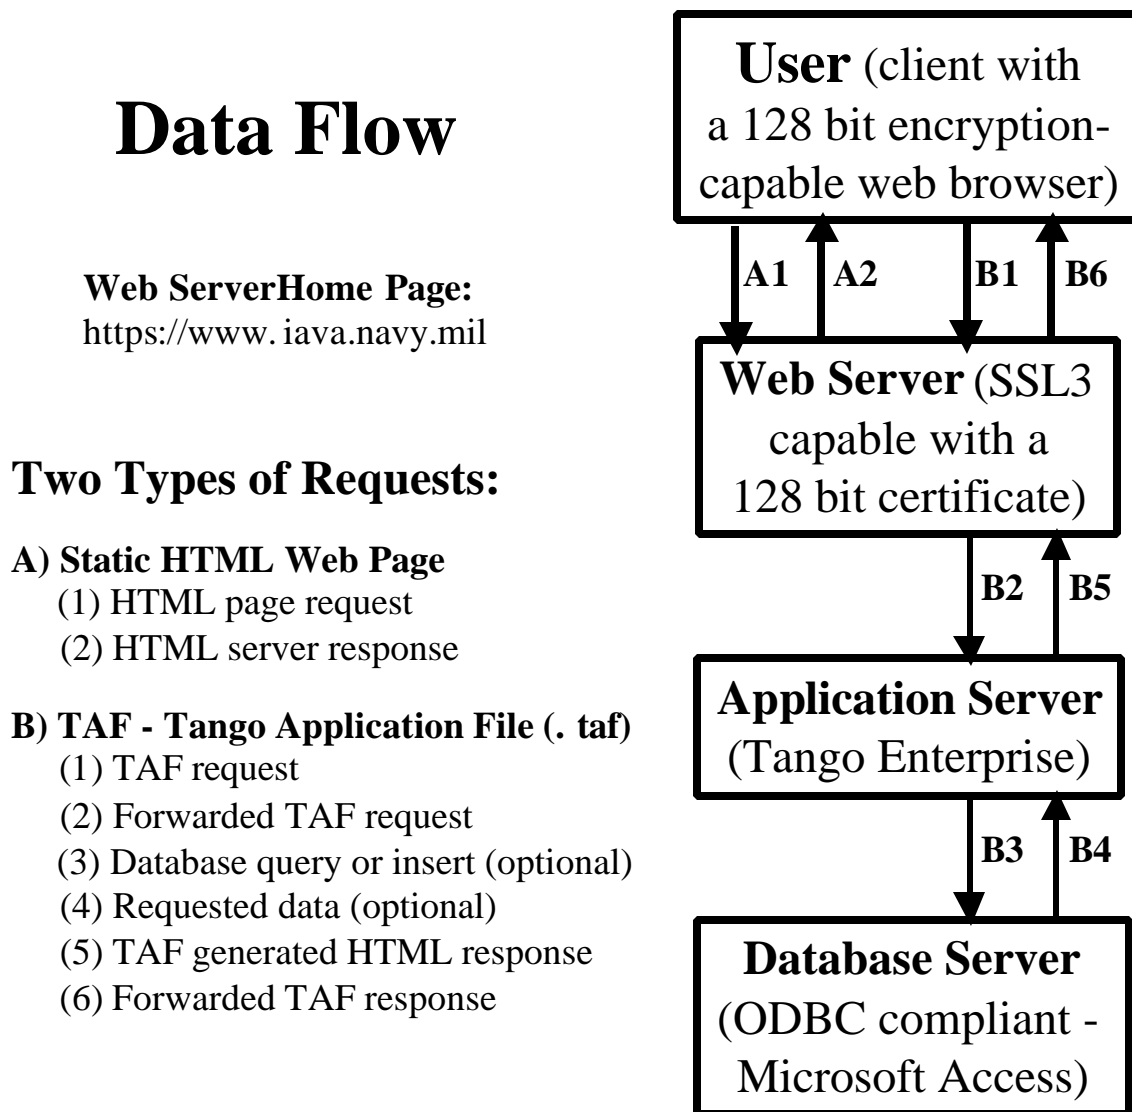 Data Flow
Web ServerHome Page:
https://www. iava.navy.mil
Two Types of Requests:
A) Static HTML Web Page
(1) HTML page request
(2) HTML server response
B) TAF - Tango Application File (. taf)
(1) TAF request
(2) Forwarded TAF request
(3) Database query or insert (optional)
(4) Requested data (optional)
(5) TAF generated HTML response
(6) Forwarded TAF response
User (client with
a 128 bit encryption-
capable web browser)
A1 A2 B1 B6
Web Server (SSL3
capable with a
128 bit certificate)
B2 B5
Application Server
(Tango Enterprise)
B3 B4
Database Server
(ODBC compliant -
Microsoft Access)